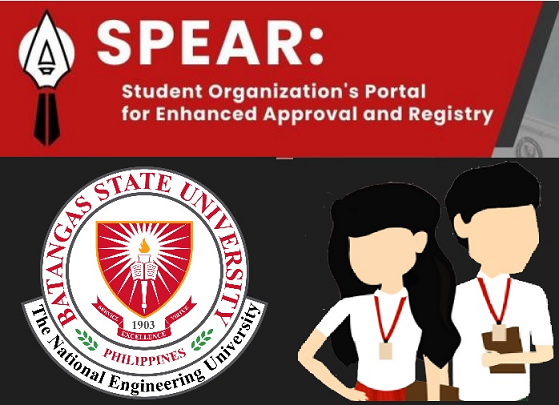 SPEAR:
Student Organization's Portal
for Enhanced Approval and Registry
BATANGAS STATE UNIVERSITY
SERVICE
EXCELLENCE
VIRTUE
1903
PHILIPPINES
The National Engineering University